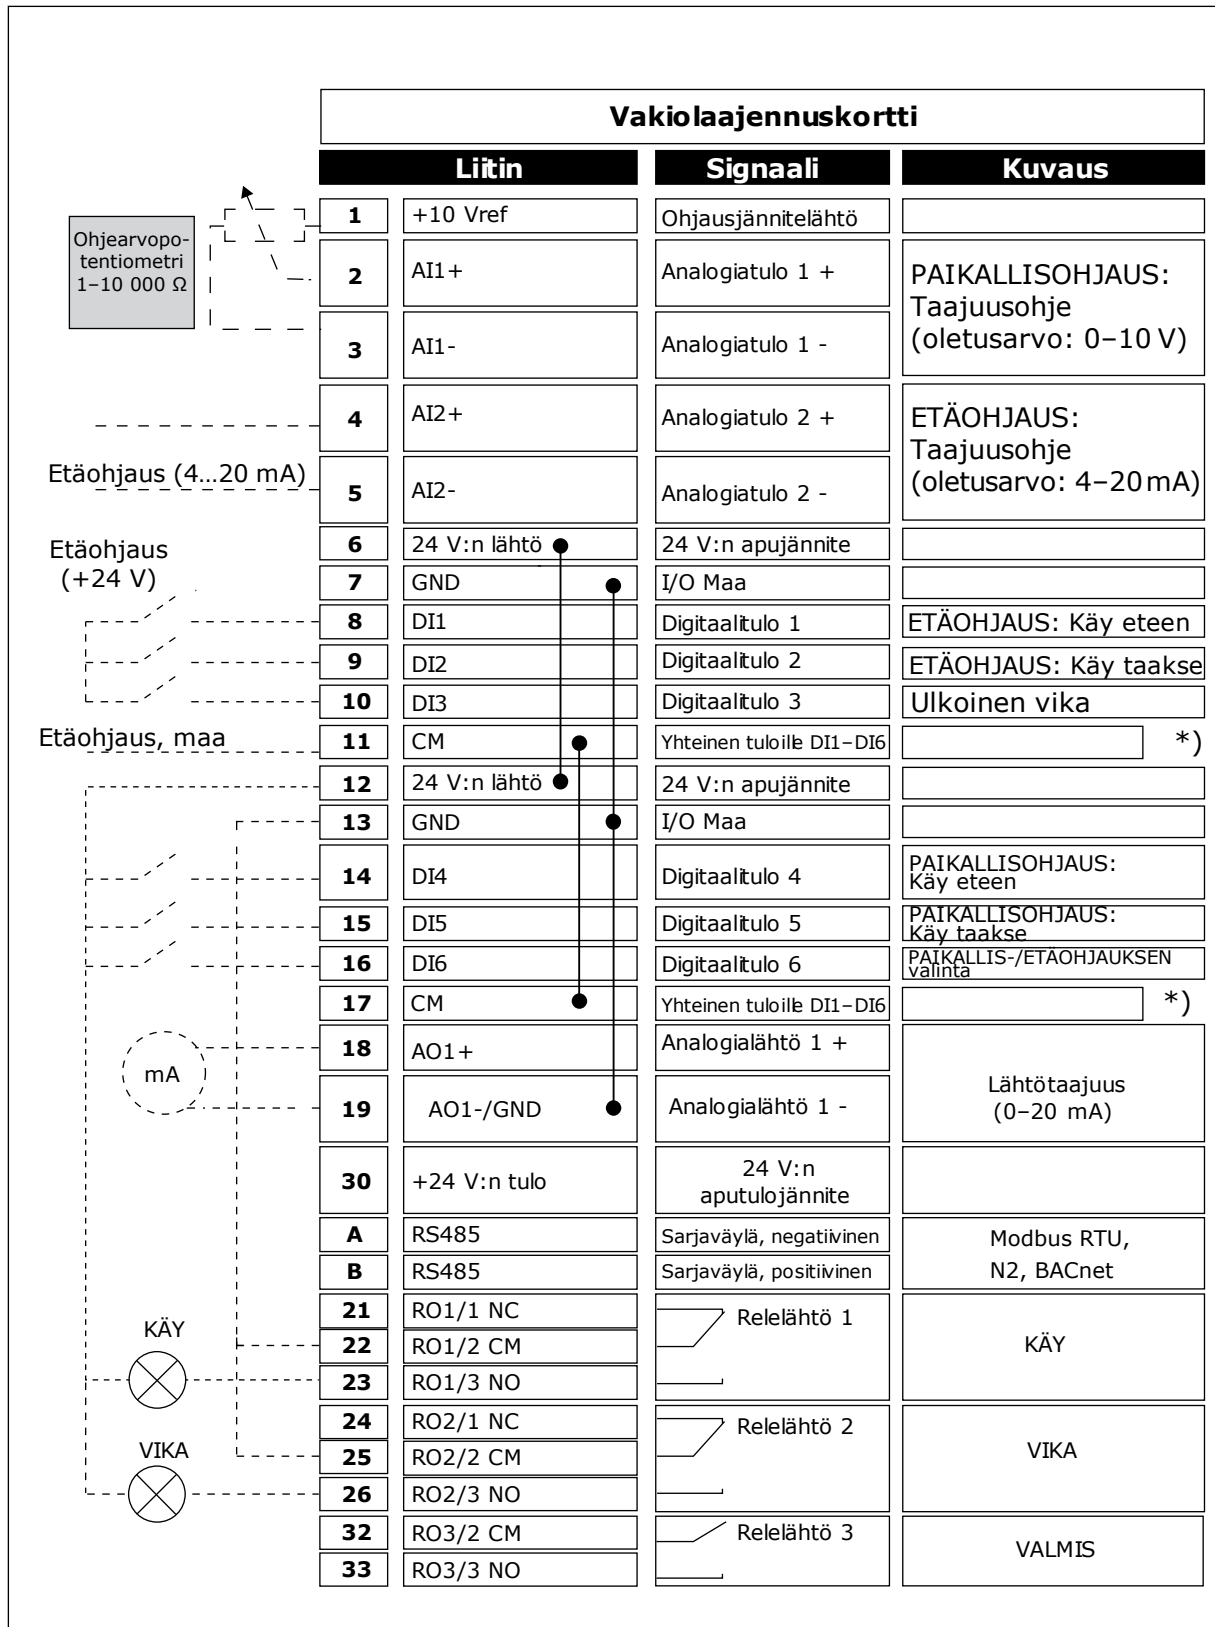 Vakiolaajennuskortti
Liitin Signaali Kuvaus
Ohjearvopo-
tentiometri
1–10 000 Ω
1 +10 Vref Ohjausjännitelähtö
2 AI1+ Analogiatulo 1 +
3 AI1- Analogiatulo 1 -
PAIKALLISOHJAUS:
Taajuusohje
(oletusarvo: 0–10 V)
4 AI2+ Analogiatulo 2 +
Etäohjaus (4...20 mA)
5 AI2- Analogiatulo 2 -
ETÄOHJAUS:
Taajuusohje
(oletusarvo: 4–20 mA)
6 24 V:n lähtö 24 V:n apujännite
Etäohjaus
(+24 V)
7 GND I/O Maa
8 DI1 Digitaalitulo 1 ETÄOHJAUS: Käy eteen
9 DI2 Digitaalitulo 2 ETÄOHJAUS: Käy taakse
10 DI3 Digitaalitulo 3 Ulkoinen vika
Etäohjaus, maa
11 CM Yhteinen tuloille DI1–DI6 *)
12 24 V:n lähtö 24 V:n apujännite
13 GND I/O Maa
14 DI4 Digitaalitulo 4
PAIKALLISOHJAUS:
Käy eteen
15 DI5 Digitaalitulo 5
PAIKALLISOHJAUS:
Käy taakse
16 DI6 Digitaalitulo 6
PAIKALLIS-/ETÄOHJAUKSEN
valinta
17 CM Yhteinen tuloille DI1–DI6 *)
18 AO1+ Analogialähtö 1 +
mA
19 AO1-/GND Analogialähtö 1 -
Lähtötaajuus
(0–20 mA)
30 +24 V:n tulo
24 V:n
aputulojännite
A RS485 Sarjaväylä, negatiivinen
B RS485 Sarjaväylä, positiivinen
Modbus RTU,
N2, BACnet
21 RO1/1 NC Relelähtö 1
KÄY
22 RO1/2 CM KÄY
23 RO1/3 NO
24 RO2/1 NC Relelähtö 2
VIKA
25 RO2/2 CM VIKA
26 RO2/3 NO
32 RO3/2 CM Relelähtö 3
VALMIS
33 RO3/3 NO